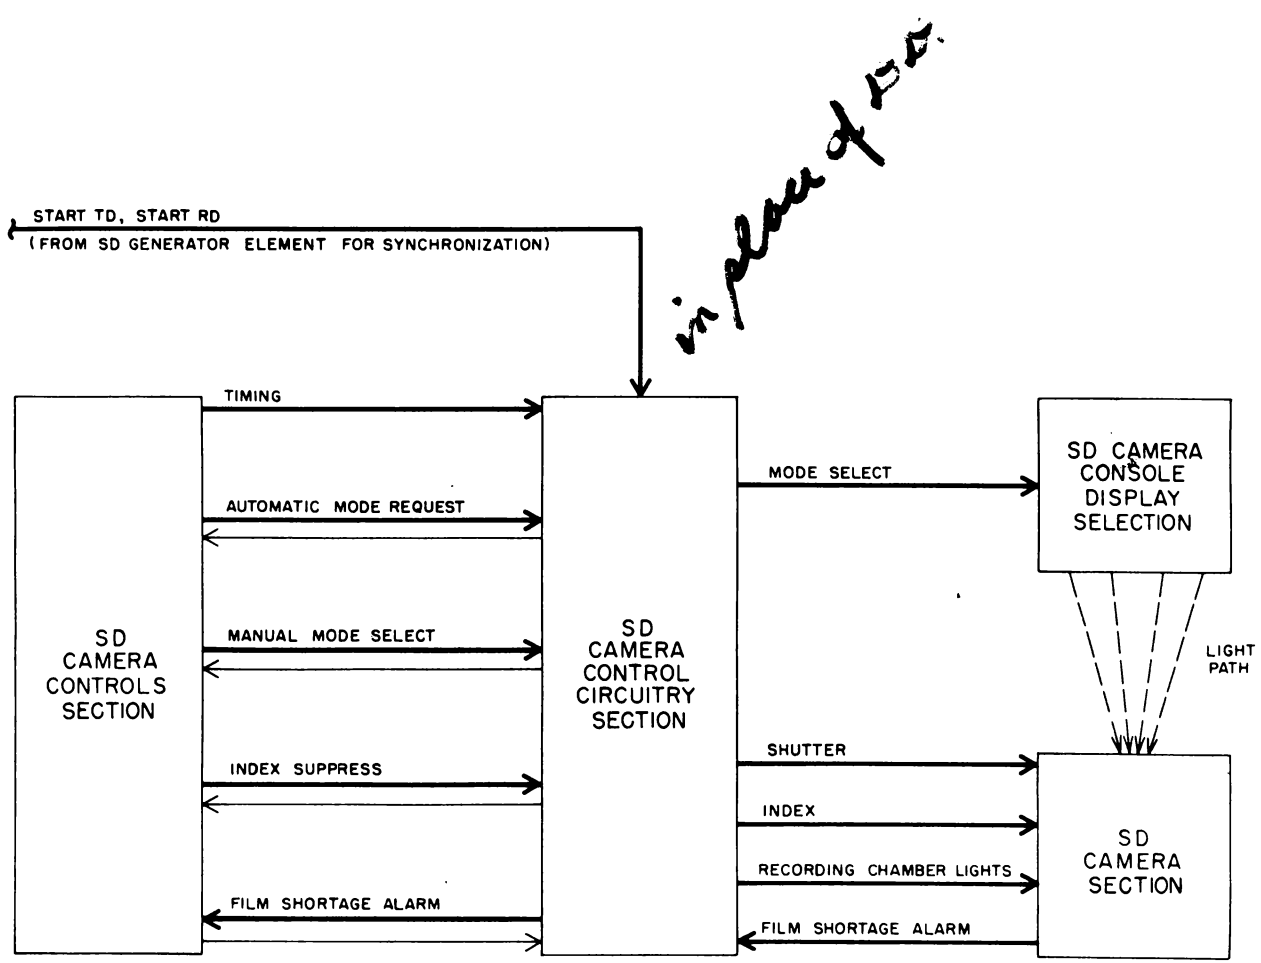 in place of
START TD, START RD
(FROM SD GENERATOR ELEMENT FOR SYNCHRONIZATION)
TIMING
AUTOMATIC MODE REQUEST
MANUAL MODE SELECT
INDEX SUPPRESS
FILM SHORTAGE ALARM
SD
CAMERA
CONTROLS
SECTION
SD
CAMERA
CONTROL
CIRCUITRY
SECTION
MODE SELECT
SD CAMERA
CONSOLE
DISPLAY
SELECTION
LIGHT
PATH
SHUTTER
INDEX
RECORDING CHAMBER LIGHTS
FILM SHORTAGE ALARM
SD
CAMERA
SECTION